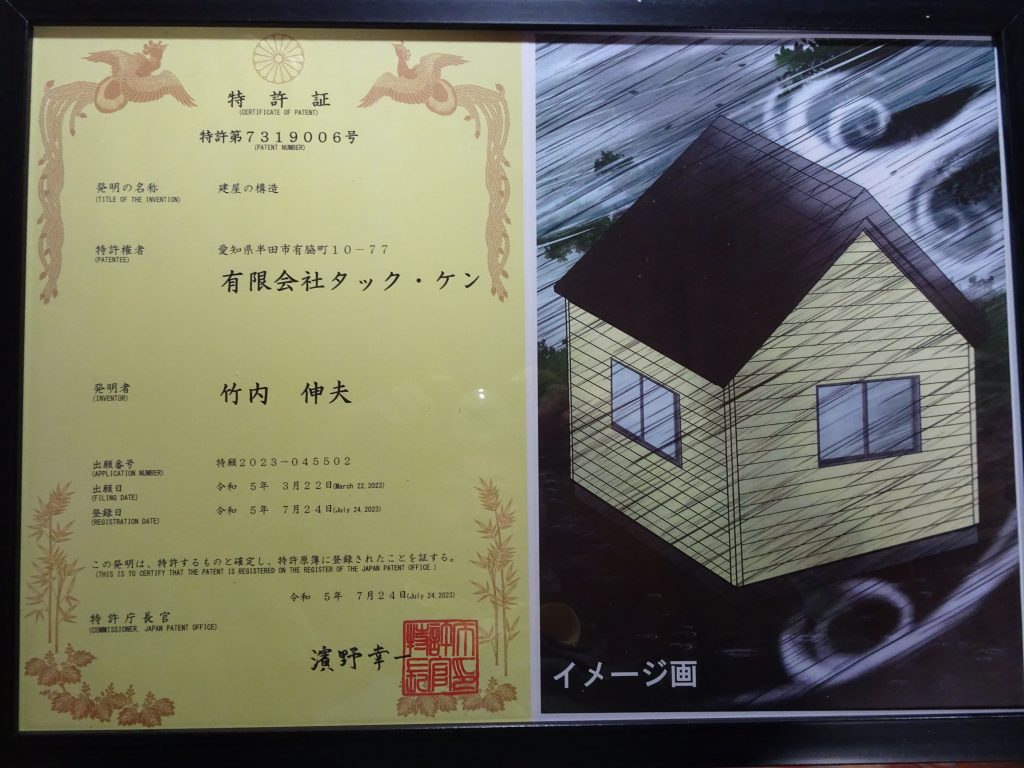 特許証
(CERTIFICATE OF PATENT)
特許第7319006号
(PATENT NUMBER)
発明の名称 建屋の構造
(TITLE OF THE INVENTION)
特許権者 愛知県半田市有脇町10-77
(PATENTEE)
有限会社タック・ケン
発明者 竹内 伸夫
(INVENTOR)
出願番号 特願2023-045502
(APPLICATION NUMBER)
出願日 令和 5年 3月22日(March 22,2023)
(FILING DATE)
登録日 令和 5年 7月24日(July 24,2023)
(REGISTRATION DATE)
この発明は、特許するものと確定し、特許原簿に登録されたことを証する。
(THIS IS TO CERTIFY THAT THE PATENT IS REGISTERED ON THE REGISTER OF THE JAPAN PATENT OFFICE.)
令和 5年 7月24日(July 24,2023)
特許庁長官
(COMMISSIONER, JAPAN PATENT OFFICE)
濱野幸一
イメージ画